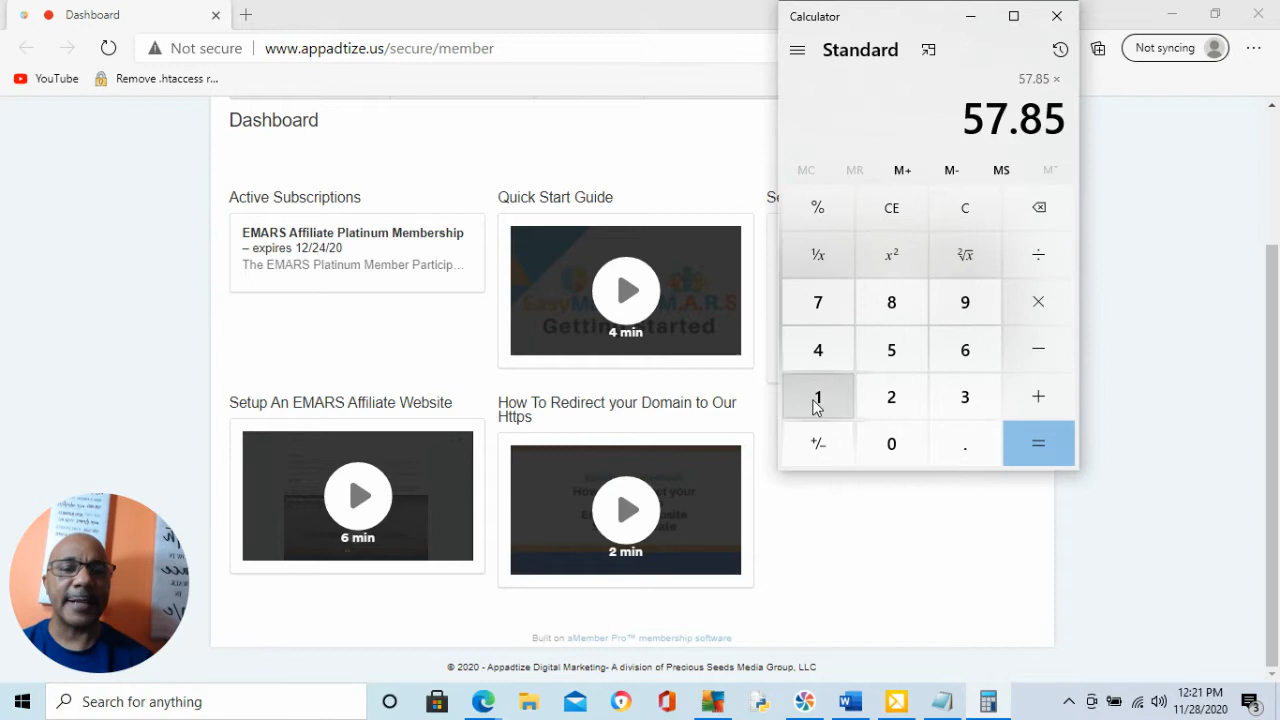 Dashboard
Not secure
www.appadtize.us/secure/member
Not syncing
YouTube
Remove .htaccess r...
Calculator
Standard
57.85 ×
57.85
MC MR M+ M- MS M˅
% CE C
¹/x x² ²√x ÷
7 8 9 ×
4 5 6 −
1 2 3 +
+/− 0 . =
Dashboard
Active Subscriptions
EMARS Affiliate Platinum Membership
– expires 12/24/20
The EMARS Platinum Member Particip...
Quick Start Guide
Getting Started
4 min
Se
Setup An EMARS Affiliate Website
6 min
How To Redirect your Domain to Our
Https
2 min
Built on aMember Pro™ membership software
© 2020 - Appadtize Digital Marketing- A division of Precious Seeds Media Group, LLC
Search for anything
12:21 PM
11/28/2020
3